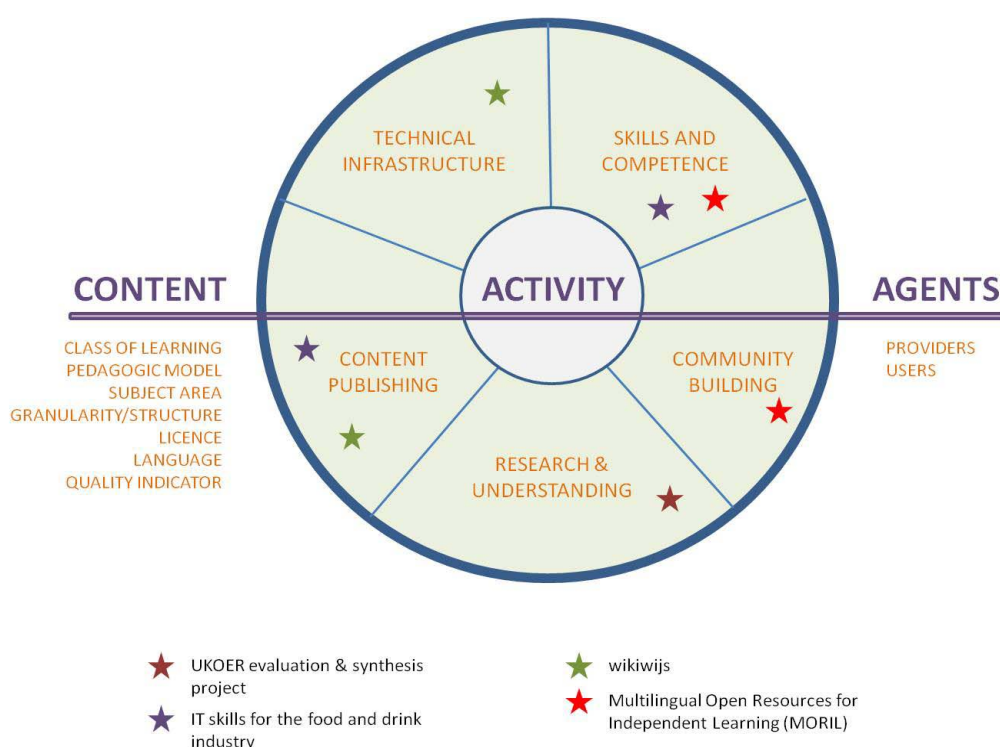 TECHNICAL
INFRASTRUCTURE
SKILLS AND
COMPETENCE
CONTENT
ACTIVITY
AGENTS
CLASS OF LEARNING
PEDAGOGIC MODEL
SUBJECT AREA
GRANULARITY/STRUCTURE
LICENCE
LANGUAGE
QUALITY INDICATOR
CONTENT
PUBLISHING
COMMUNITY
BUILDING
PROVIDERS
USERS
RESEARCH &
UNDERSTANDING
UKOER evaluation & synthesis
project
IT skills for the food and drink
industry
wikiwijs
Multilingual Open Resources for
Independent Learning (MORIL)